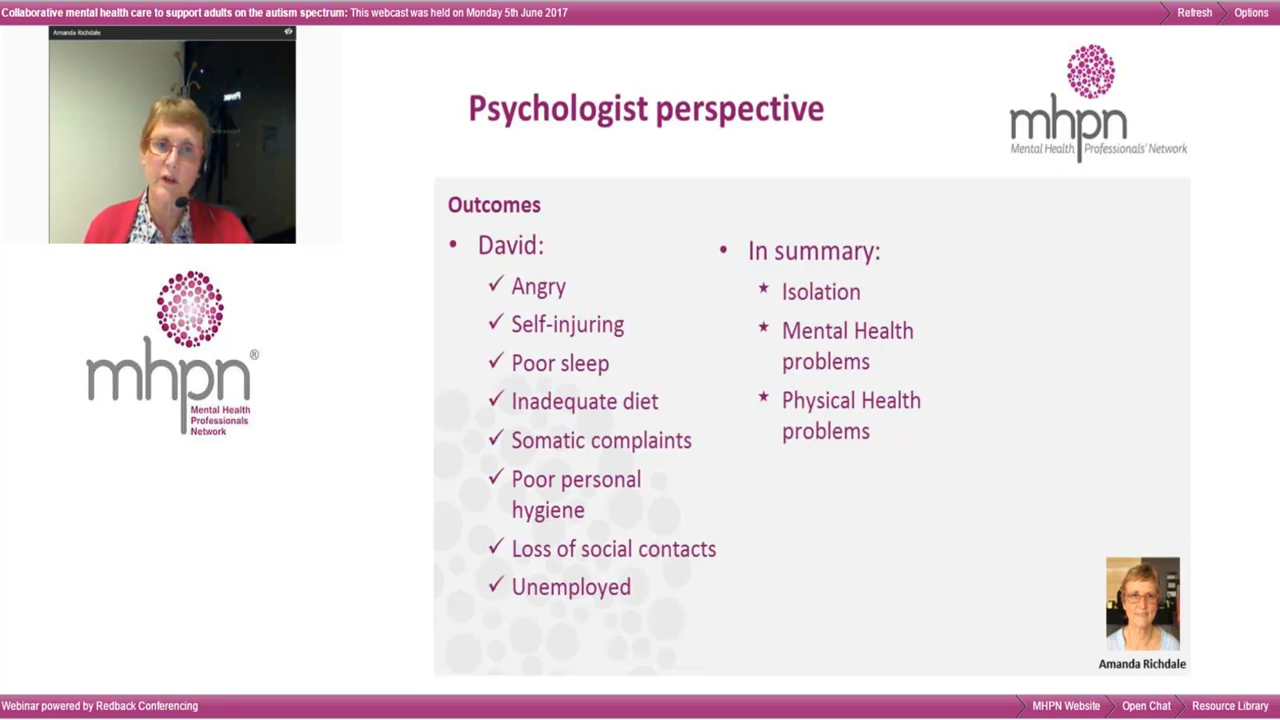 Collaborative mental health care to support adults on the autism spectrum: This webcast was held on Monday 5th June 2017
Refresh
Options
Amanda Richdale
Psychologist perspective
mhpn
Mental Health Professionals' Network
mhpn®
Mental Health
Professionals
Network
Outcomes
• David:
✓ Angry
✓ Self-injuring
✓ Poor sleep
✓ Inadequate diet
✓ Somatic complaints
✓ Poor personal
hygiene
✓ Loss of social contacts
✓ Unemployed
• In summary:
★ Isolation
★ Mental Health
problems
★ Physical Health
problems
Amanda Richdale
Webinar powered by Redback Conferencing
MHPN Website
Open Chat
Resource Library